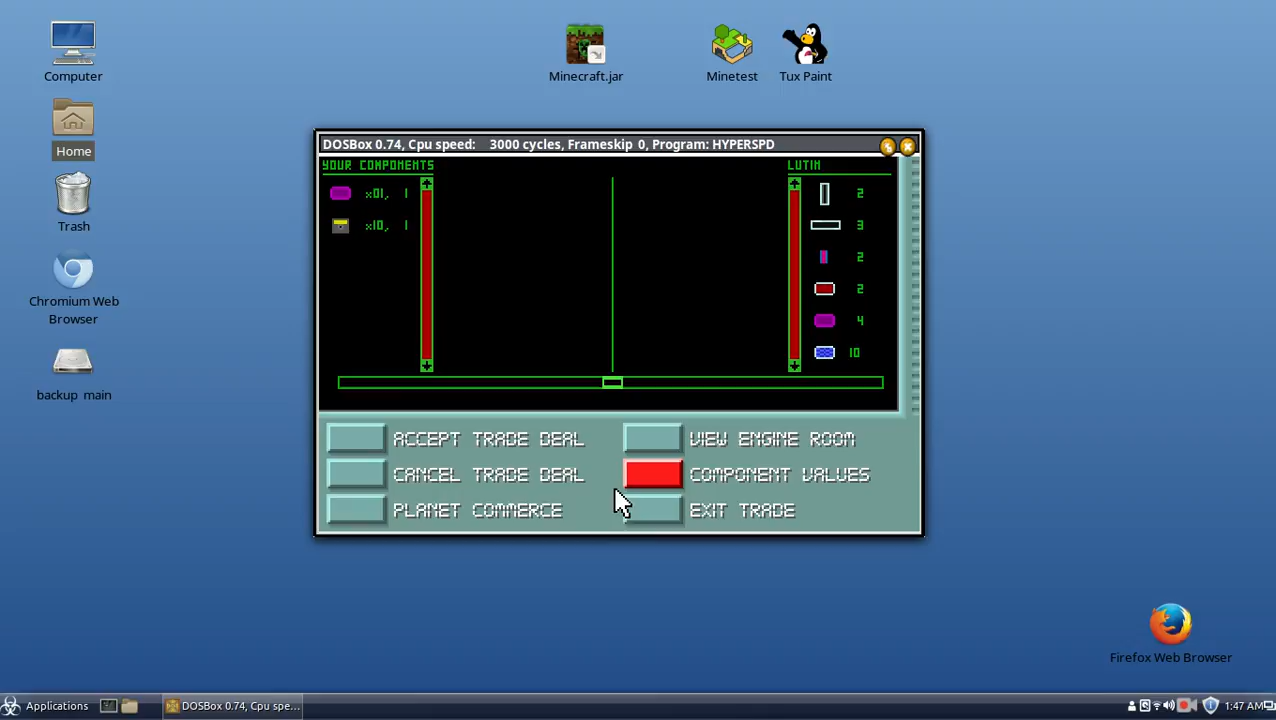 Computer
Minecraft.jar
Minetest
Tux Paint
Home
Trash
Chromium Web
Browser
backup main
DOSBox 0.74, Cpu speed: 3000 cycles, Frameskip 0, Program: HYPERSPD
YOUR COMPONENTS
LUTIN
x01, 1
2
x10, 1
3
2
2
4
10
ACCEPT TRADE DEAL
VIEW ENGINE ROOM
CANCEL TRADE DEAL
COMPONENT VALUES
PLANET COMMERCE
EXIT TRADE
Firefox Web Browser
Applications
DOSBox 0.74, Cpu spe...
1:47 AM